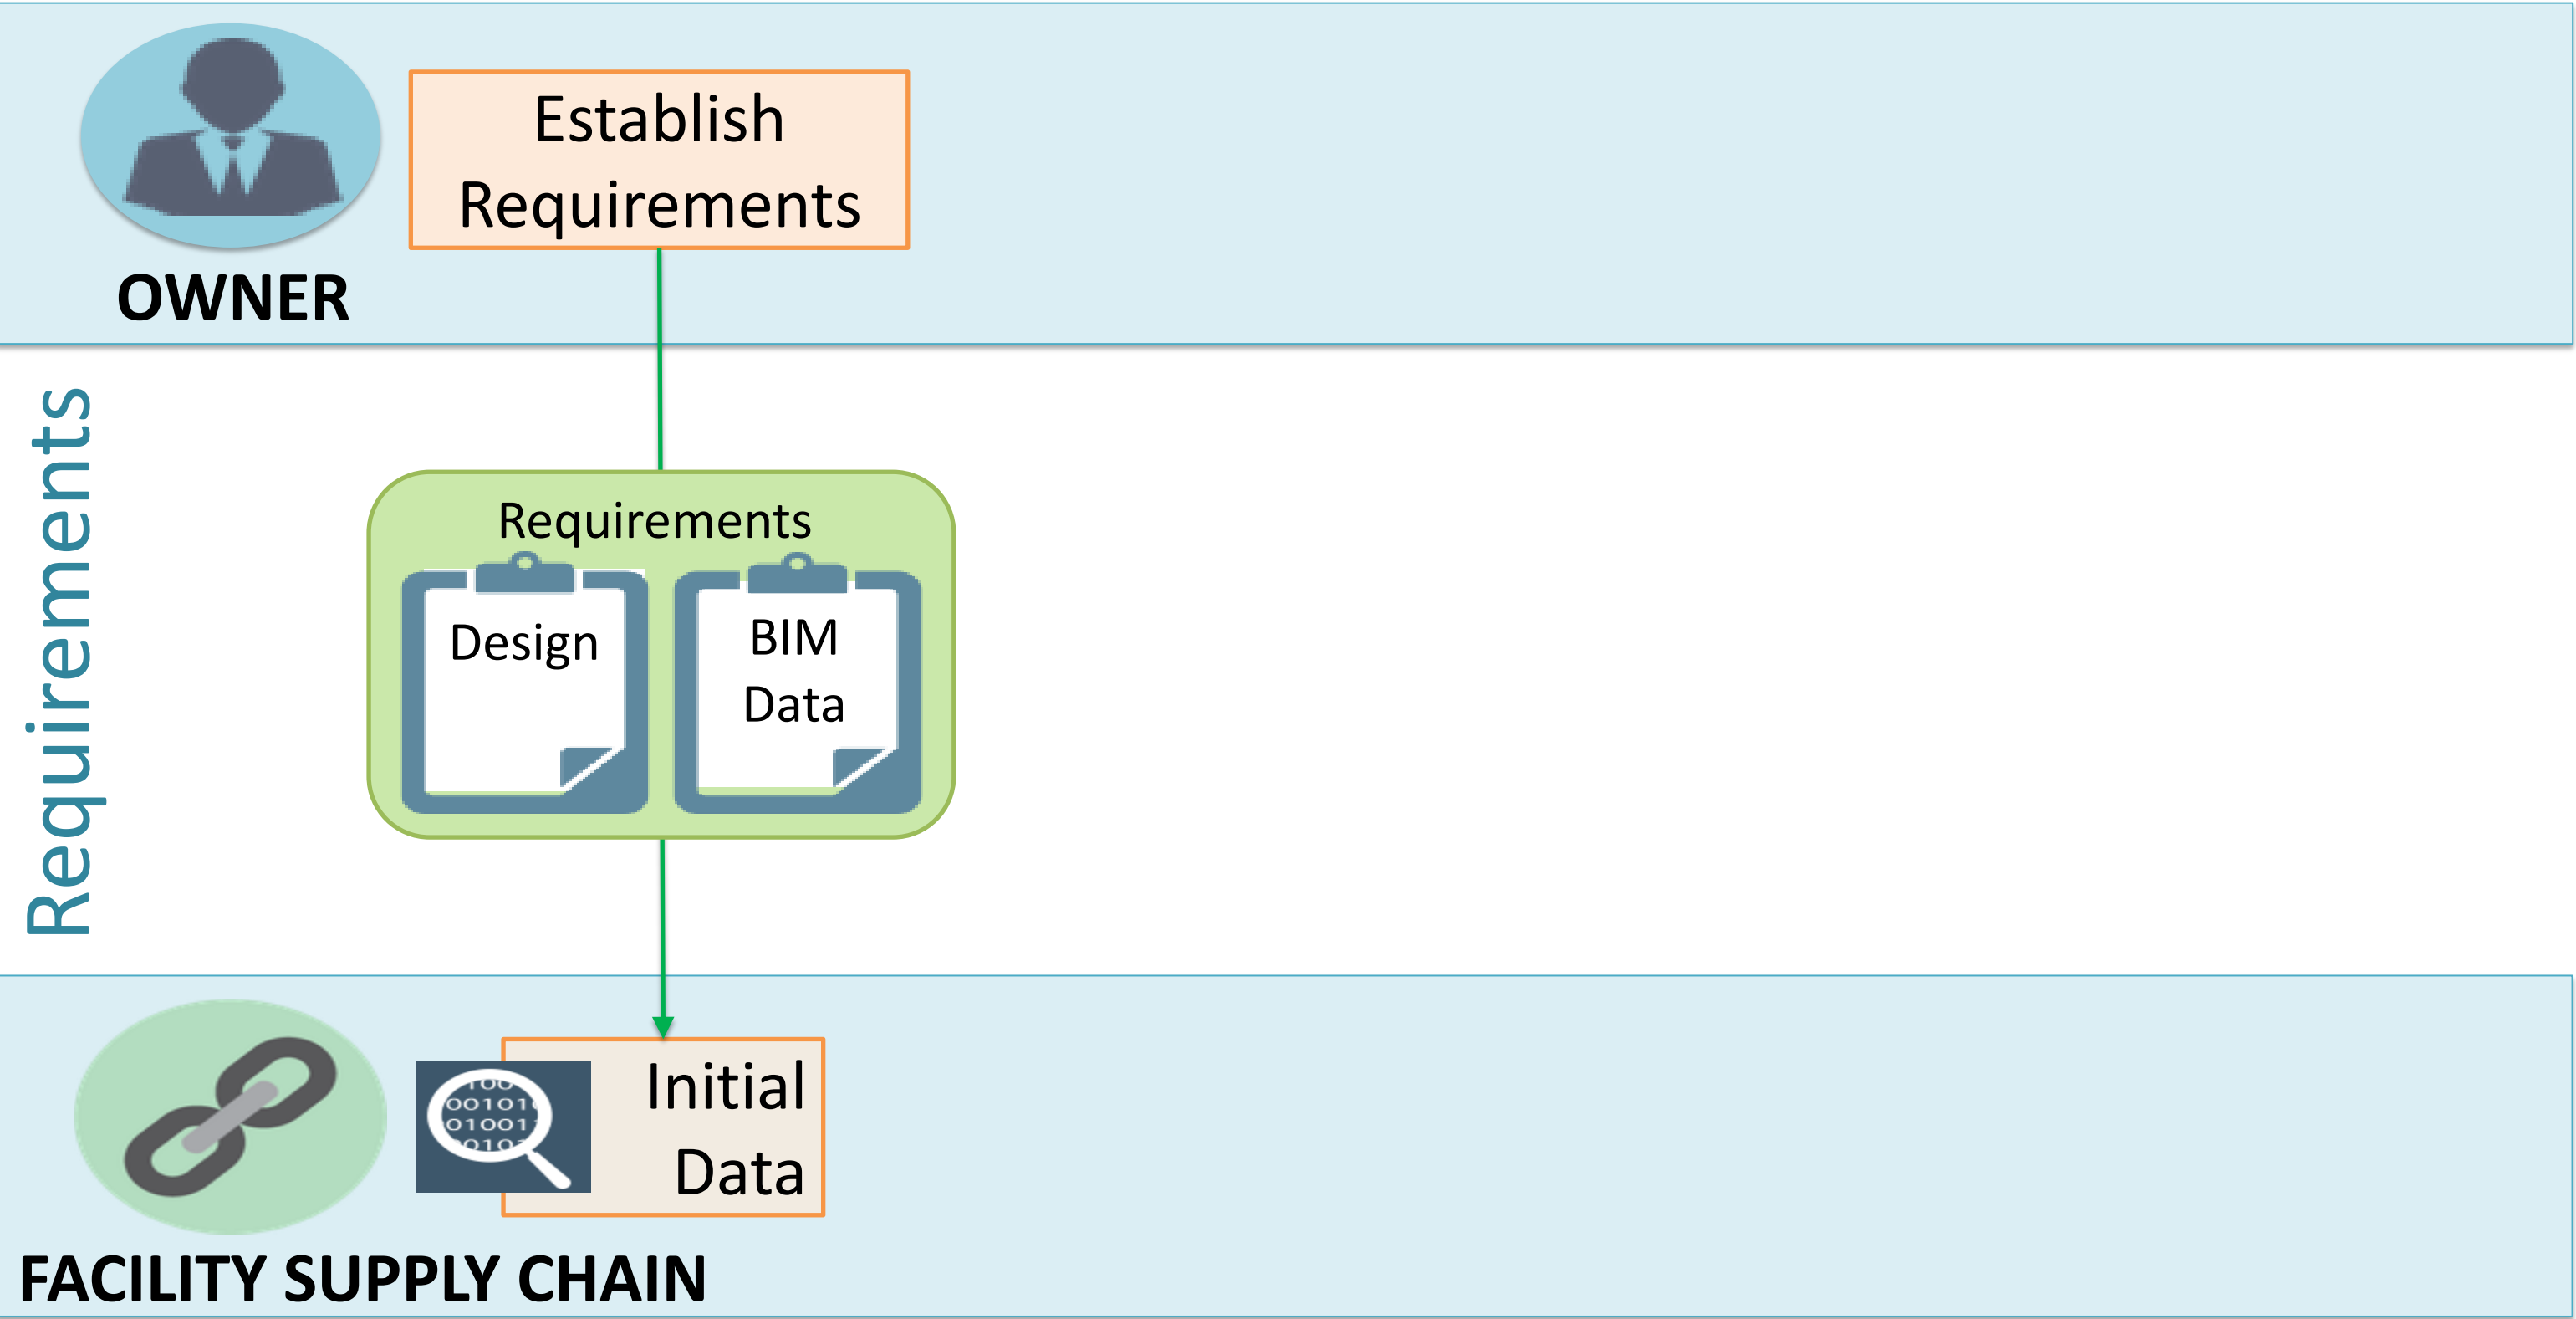 Establish
Requirements
OWNER
Requirements
Requirements
Design
BIM
Data
Initial
Data
FACILITY SUPPLY CHAIN